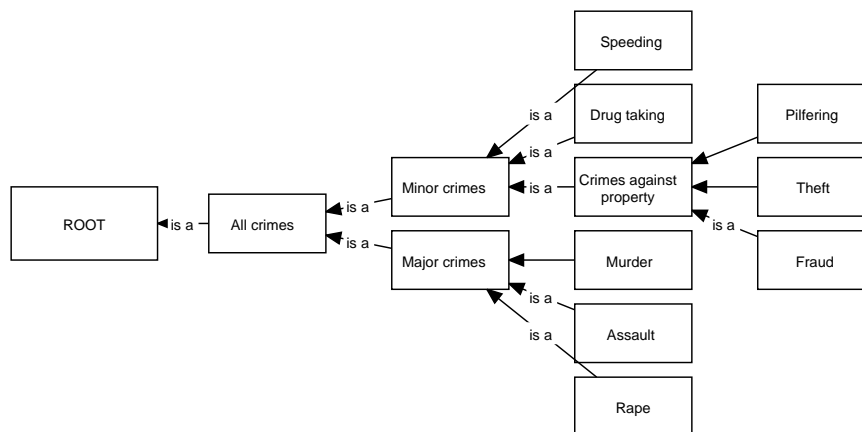 Speeding
is a
Drug taking
Pilfering
is a
Minor crimes
is a
Crimes against
property
Theft
is a
ROOT
is a
All crimes
is a
is a
Major crimes
Murder
Fraud
is a
is a
Assault
Rape